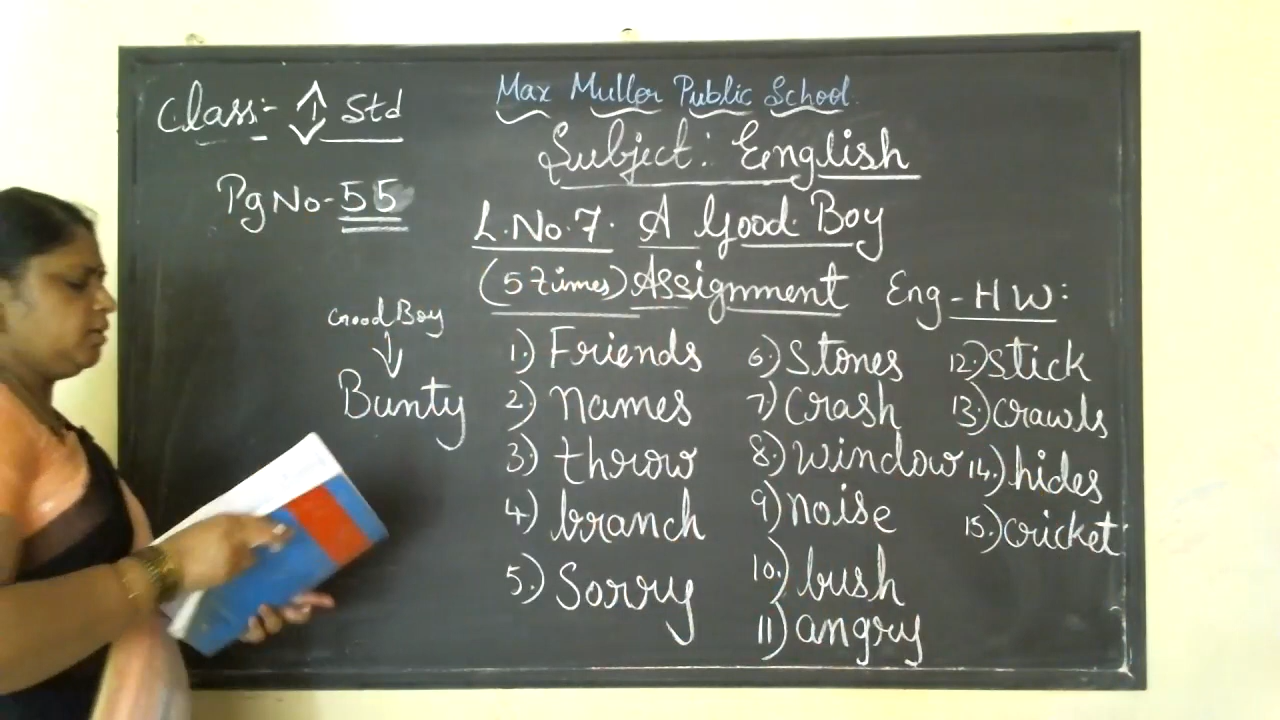 Max Muller Public School.
Class:- I Std
Subject: English
Pg No-55
L.No.7. A Good Boy
(5 Times) Assignment Eng-HW:
Good Boy
Bunty
1.) Friends
2.) Names
3.) throw
4.) branch
5.) Sorry
6.) Stones
7.) Crash
8.) window
9.) noise
10.) bush
11) angry
12.) stick
13.) crawls
14.) hides
15.) cricket